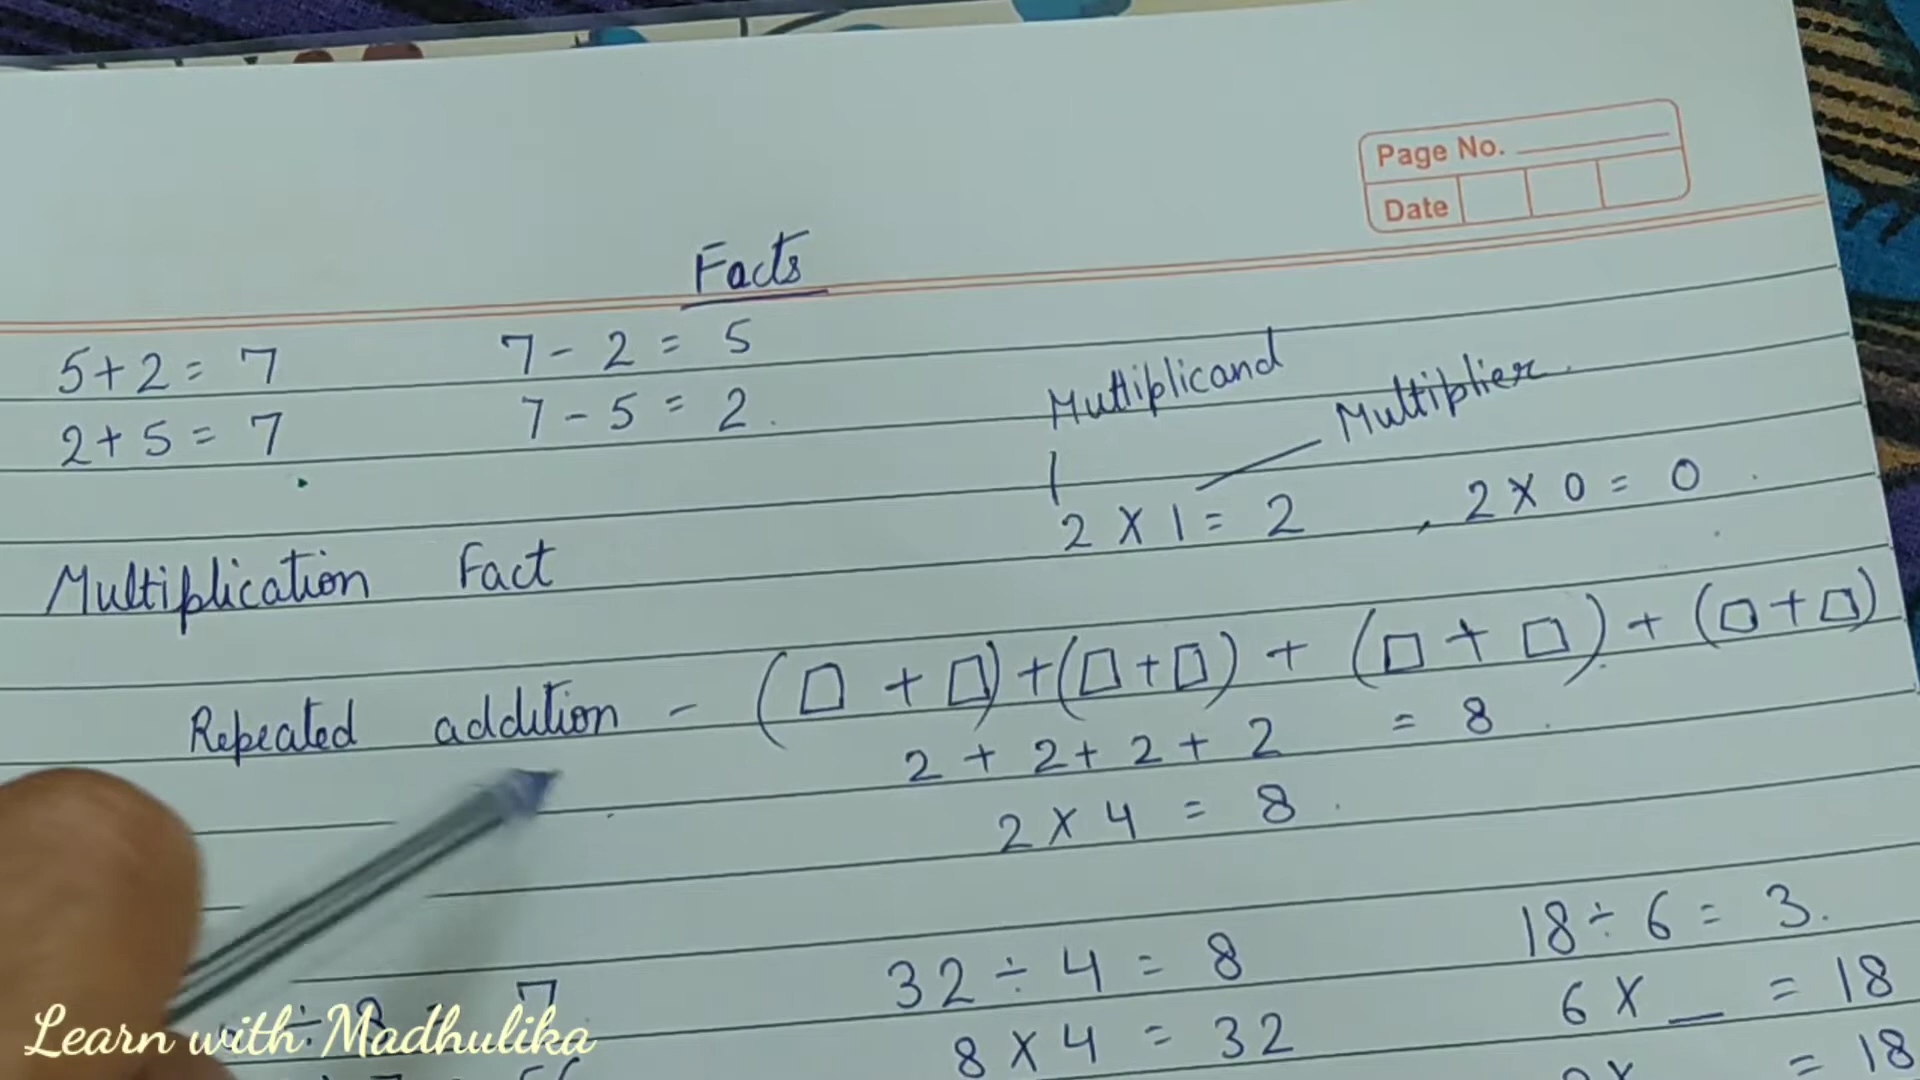 Page No.
Date
Facts
5+2 = 7
7 - 2 = 5
2+5 = 7
7 - 5 = 2.
Multiplicand
Multiplier
2 X 1 = 2 , 2 X 0 = 0
Multiplication Fact
Repeated addition - (□ + □) + (□ + □) + (□ + □) + (□ + □)
2 + 2 + 2 + 2 = 8
2 X 4 = 8
18 ÷ 6 = 3.
32 ÷ 4 = 8
÷ 8 = 7
6 X _ = 18
8 X 4 = 32
= 18
Learn with Madhulika